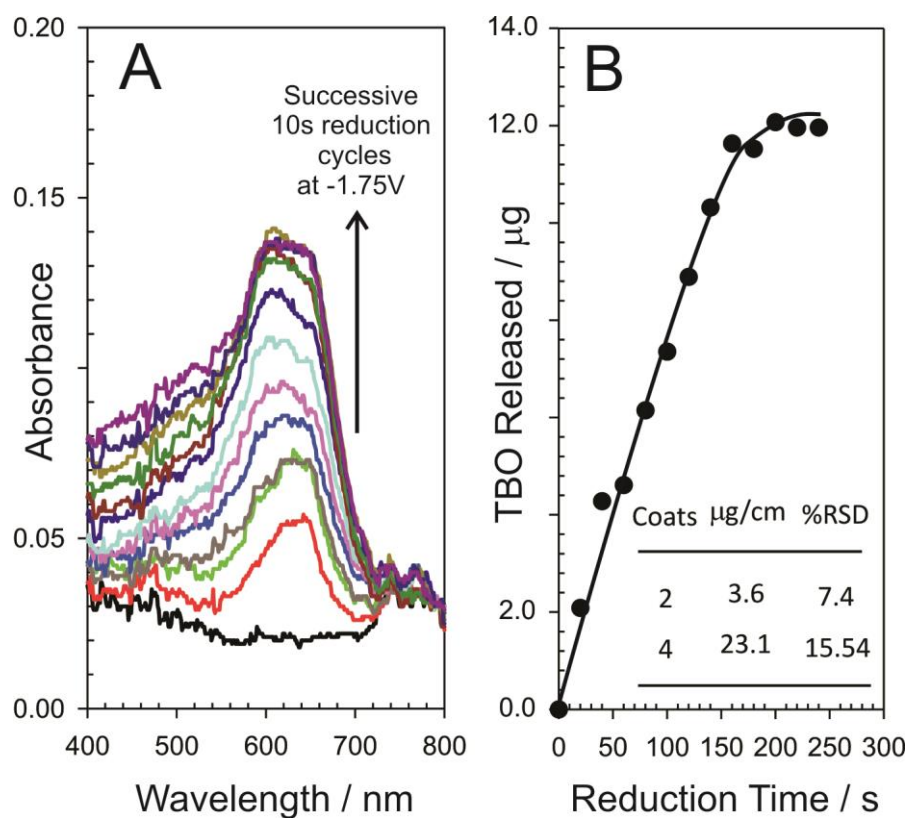 A
Successive
10s reduction
cycles
at -1.75V
0.20
0.15
0.10
0.05
0.00
Absorbance
400 500 600 700 800
Wavelength / nm
B
14.0
12.0
2.0
0.0
TBO Released / μg
Coats μg/cm %RSD
2 3.6 7.4
4 23.1 15.54
0 50 100 150 200 250 300
Reduction Time / s